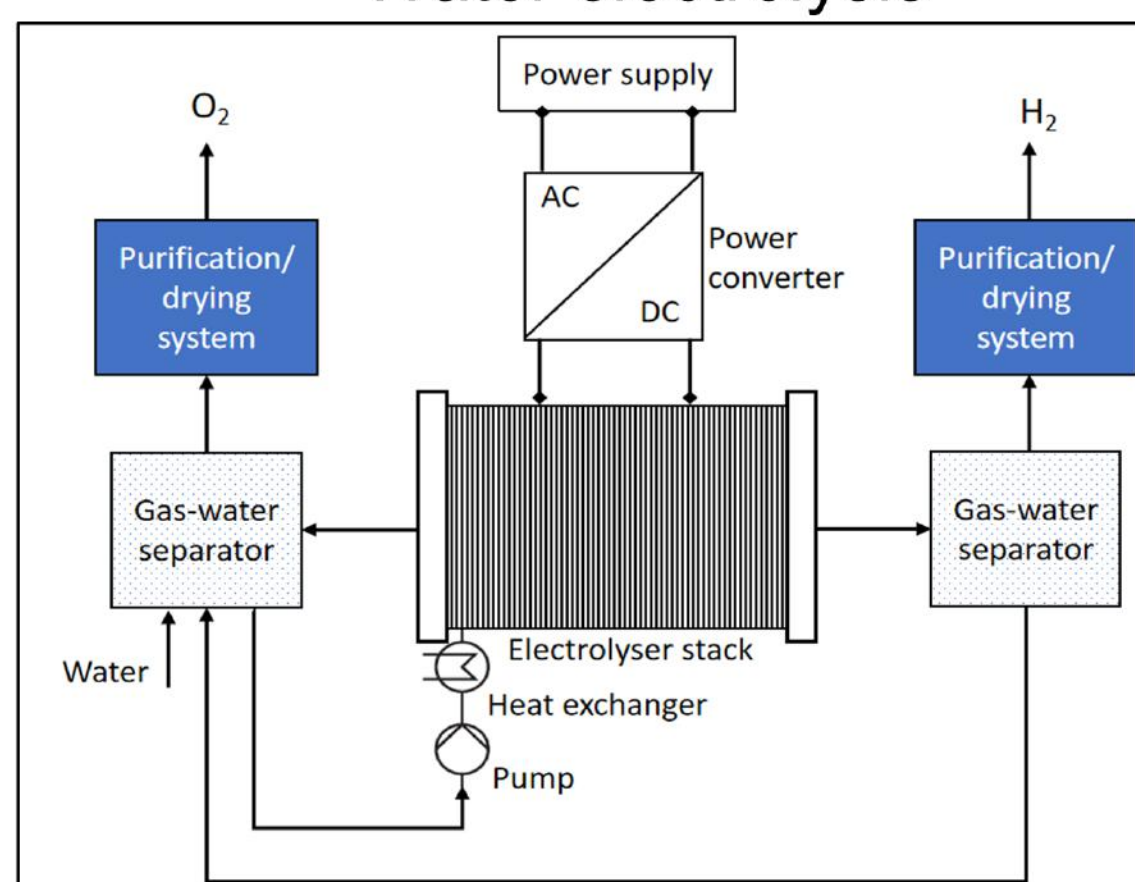 Power supply
O₂
H₂
AC
DC
Power
converter
Purification/
drying
system
Purification/
drying
system
Gas-water
separator
Gas-water
separator
Electrolyser stack
Water
Heat exchanger
Pump